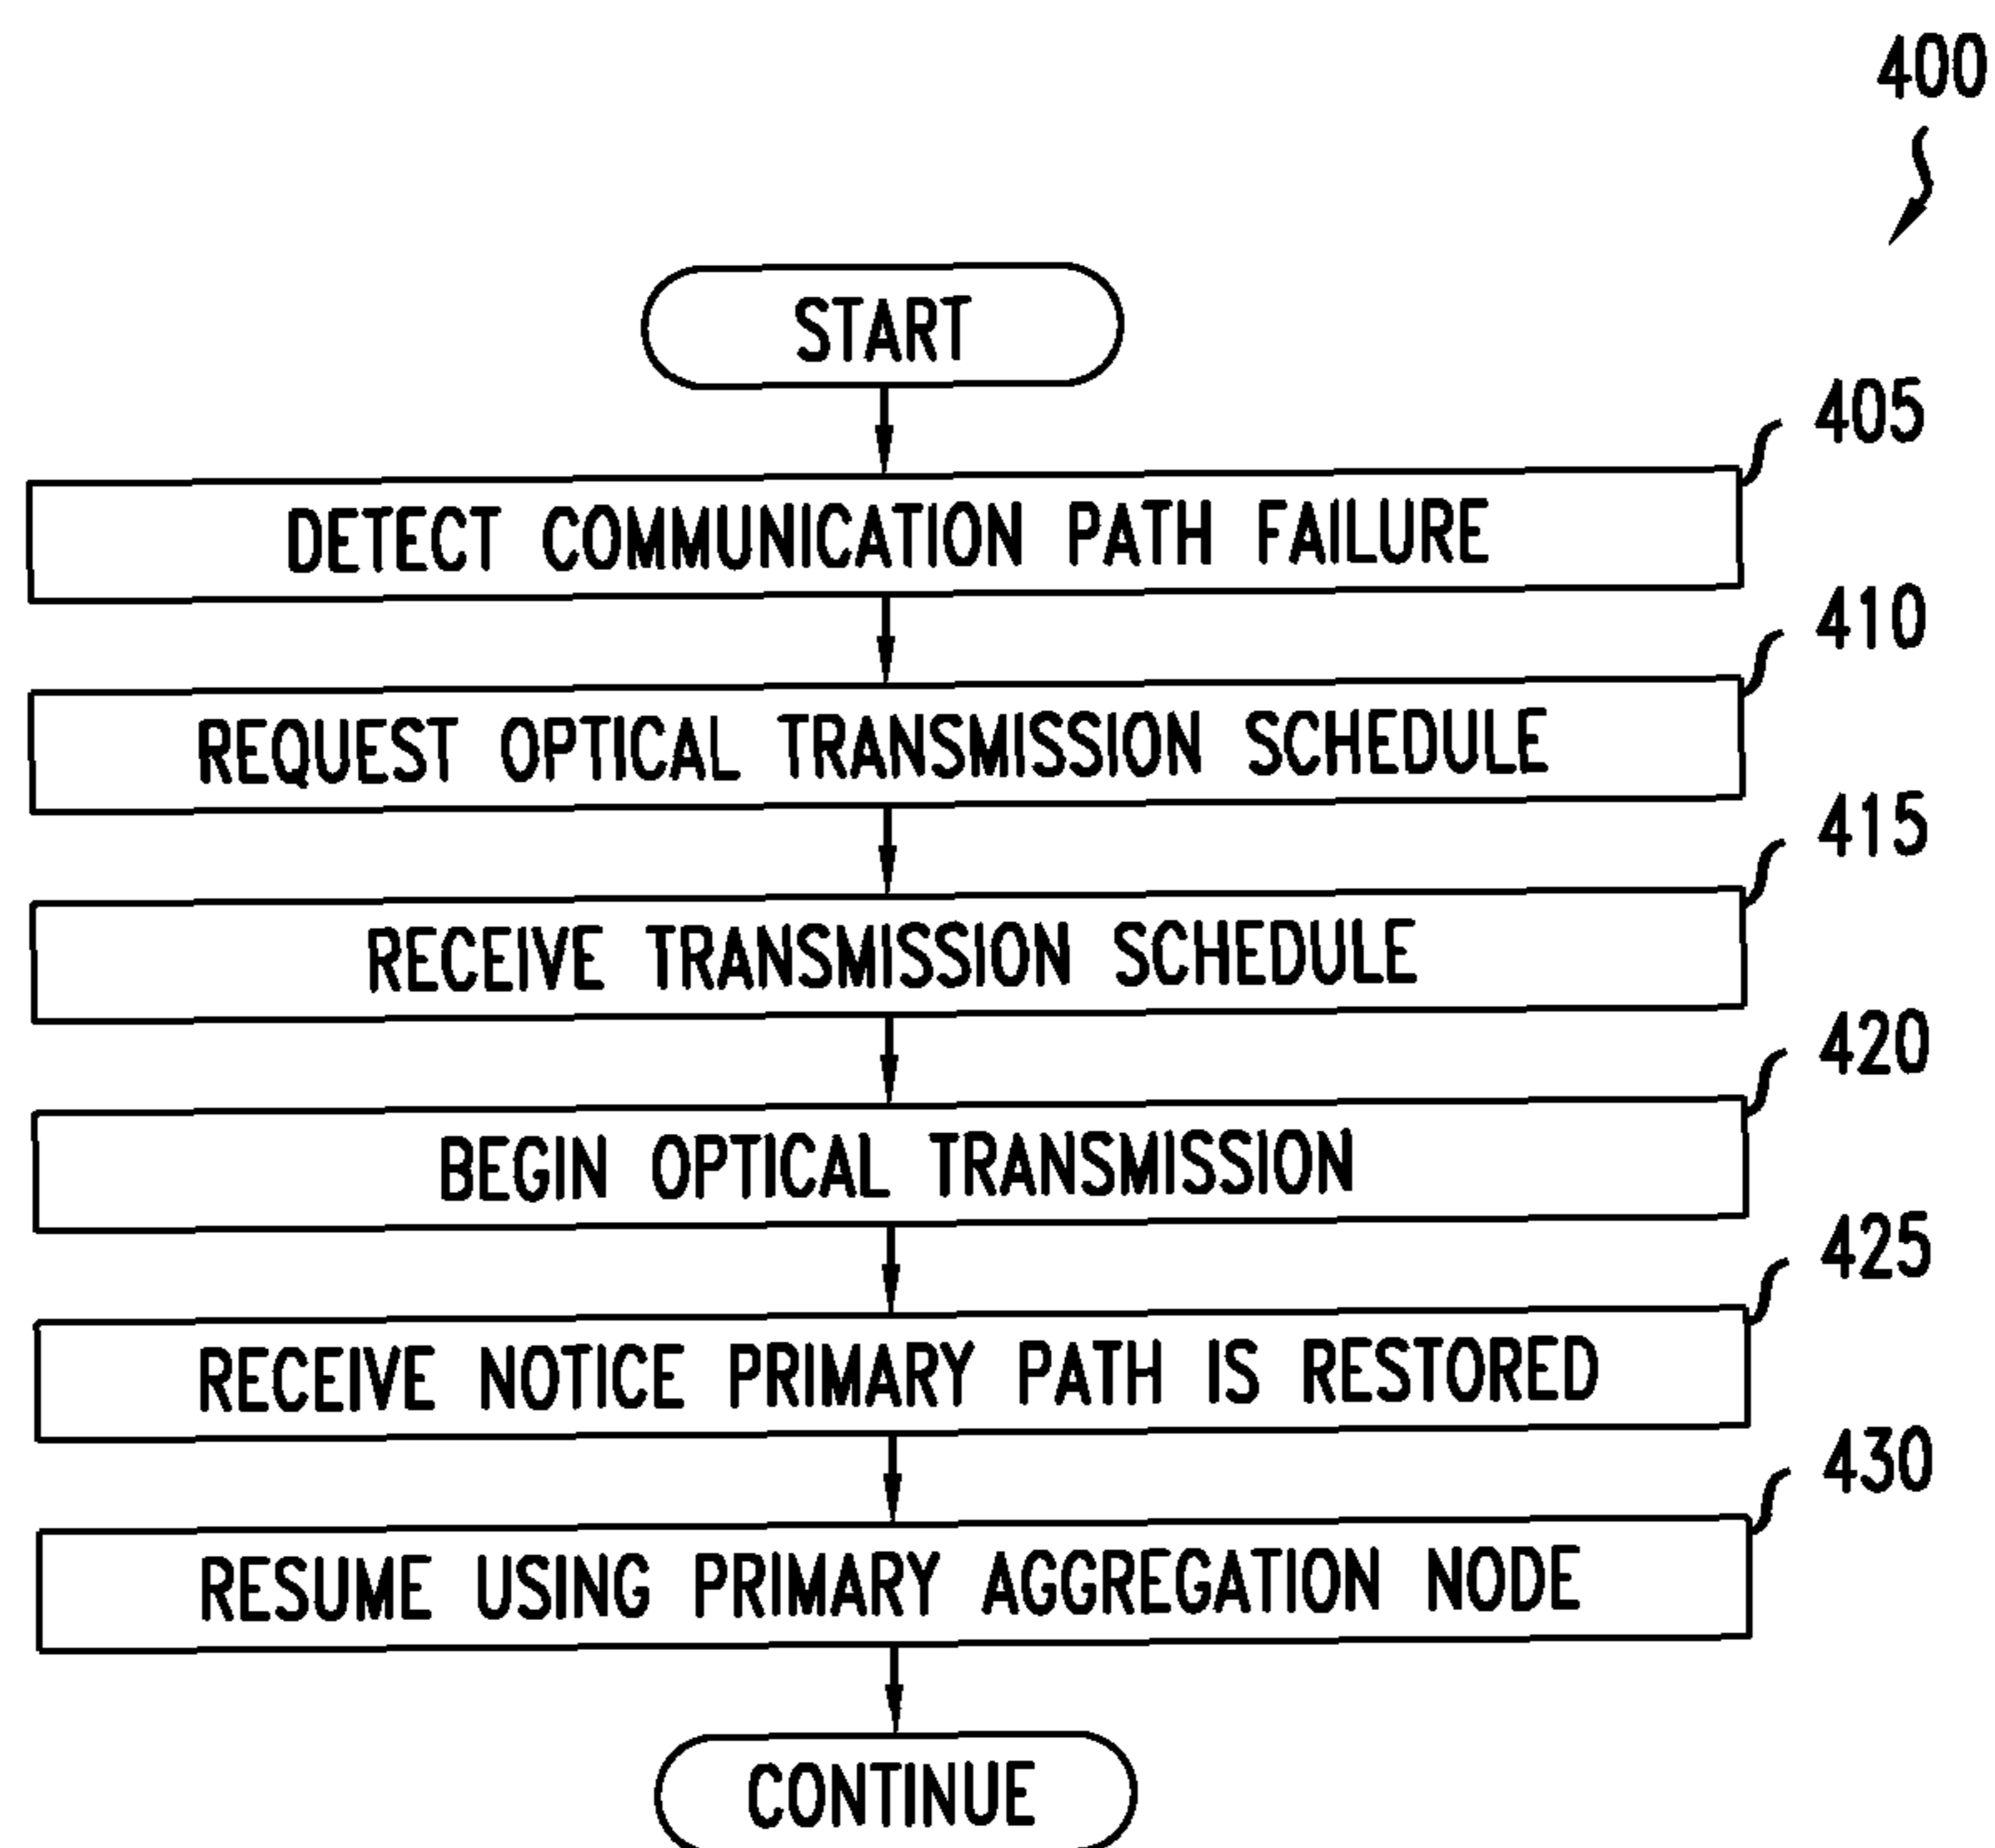 400
START
405
DETECT COMMUNICATION PATH FAILURE
410
REQUEST OPTICAL TRANSMISSION SCHEDULE
415
RECEIVE TRANSMISSION SCHEDULE
420
BEGIN OPTICAL TRANSMISSION
425
RECEIVE NOTICE PRIMARY PATH IS RESTORED
430
RESUME USING PRIMARY AGGREGATION NODE
CONTINUE